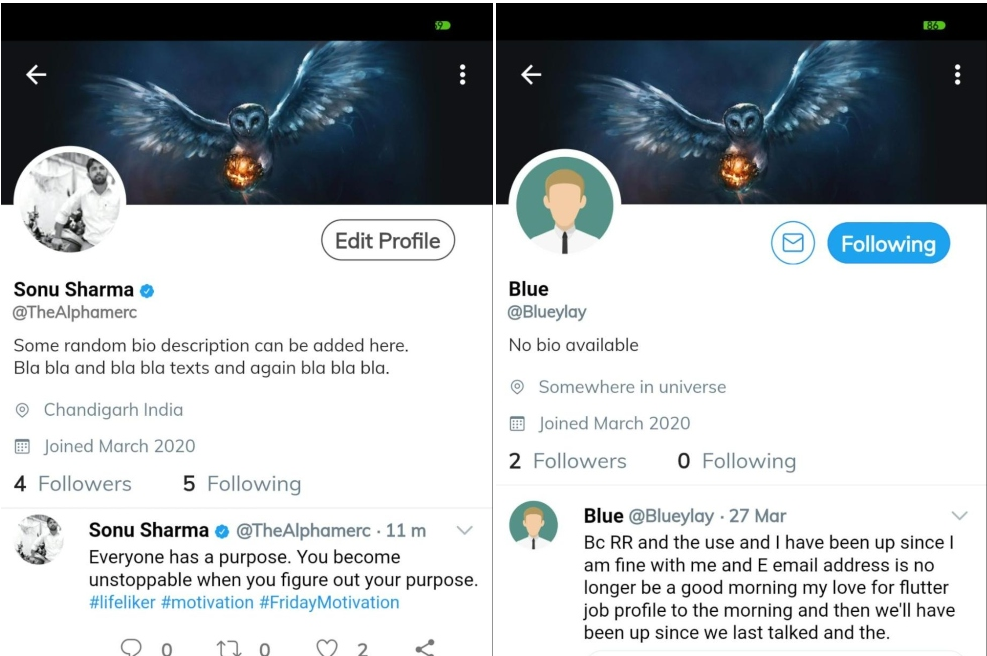 Edit Profile
Sonu Sharma
@TheAlphamerc
Some random bio description can be added here.
Bla bla and bla bla texts and again bla bla bla.
Chandigarh India
Joined March 2020
4 Followers 5 Following
Sonu Sharma @TheAlphamerc · 11 m
Everyone has a purpose. You become
unstoppable when you figure out your purpose.
#lifeliker #motivation #FridayMotivation
0 0 2
86
Following
Blue
@Blueylay
No bio available
Somewhere in universe
Joined March 2020
2 Followers 0 Following
Blue @Blueylay · 27 Mar
Bc RR and the use and I have been up since I
am fine with me and E email address is no
longer be a good morning my love for flutter
job profile to the morning and then we'll have
been up since we last talked and the.